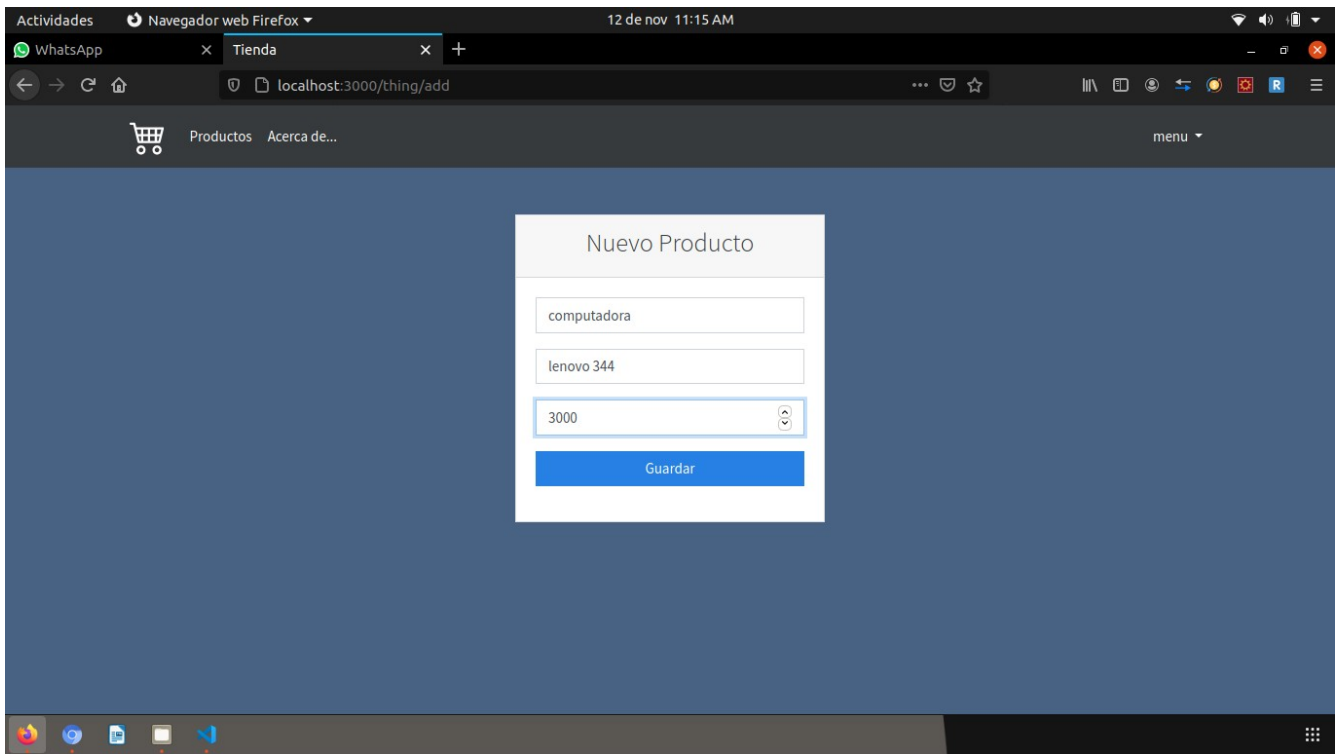 Actividades Navegador web Firefox 12 de nov 11:15 AM
WhatsApp Tienda
localhost:3000/thing/add
R
Productos Acerca de... menu
Nuevo Producto
computadora
lenovo 344
3000
Guardar